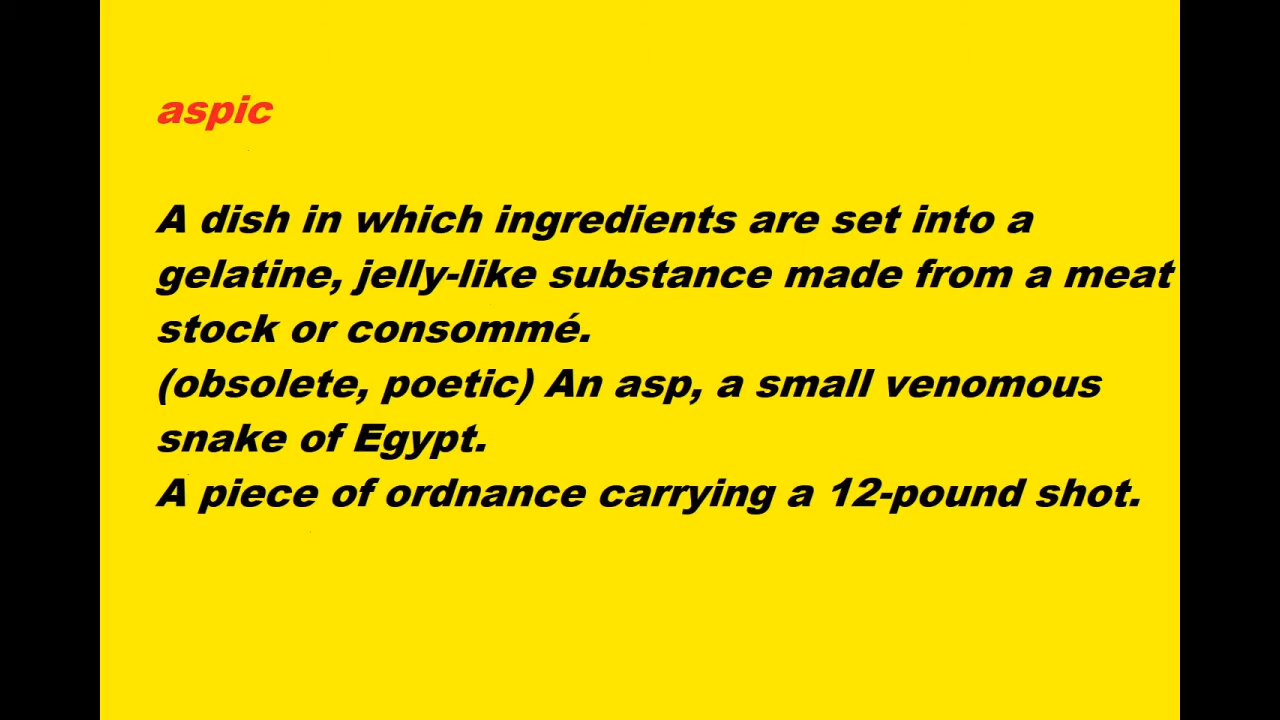 aspic
A dish in which ingredients are set into a
gelatine, jelly-like substance made from a meat
stock or consommé.
(obsolete, poetic) An asp, a small venomous
snake of Egypt.
A piece of ordnance carrying a 12-pound shot.